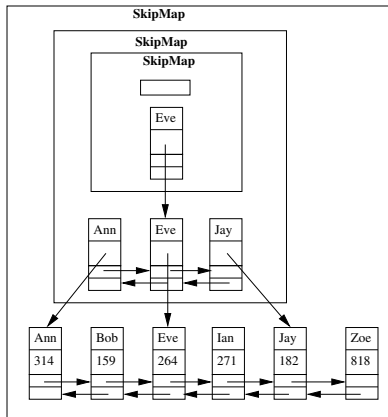 SkipMap
SkipMap
SkipMap
Eve
Ann Eve Jay
Ann Bob Eve Ian Jay Zoe
314 159 264 271 182 818